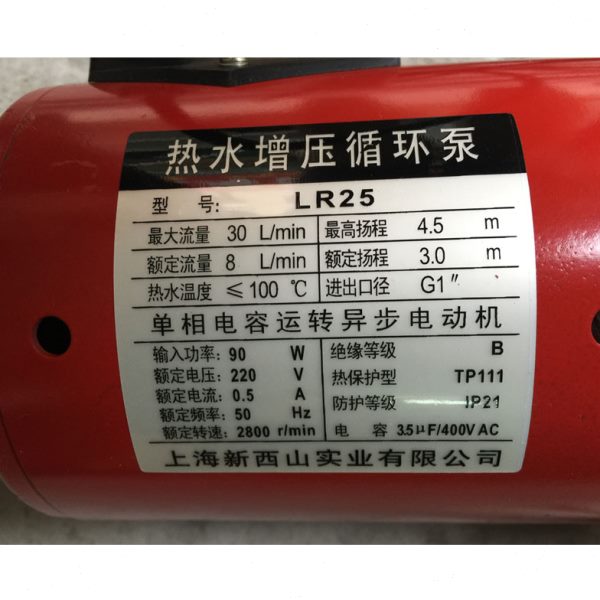 热水增压循环泵
型 号: LR25
最大流量 30 L/min 最高扬程 4.5 m
额定流量 8 L/min 额定扬程 3.0 m
热水温度 ≤100 ℃ 进出口径 G1″
单相电容运转异步电动机
输入功率: 90 W 绝缘等级 B
额定电压: 220 V 热保护型 TP111
额定电流: 0.5 A 防护等级 IP21
额定频率: 50 Hz 电 容 3.5μF/400V AC
额定转速: 2800 r/min
上海新西山实业有限公司